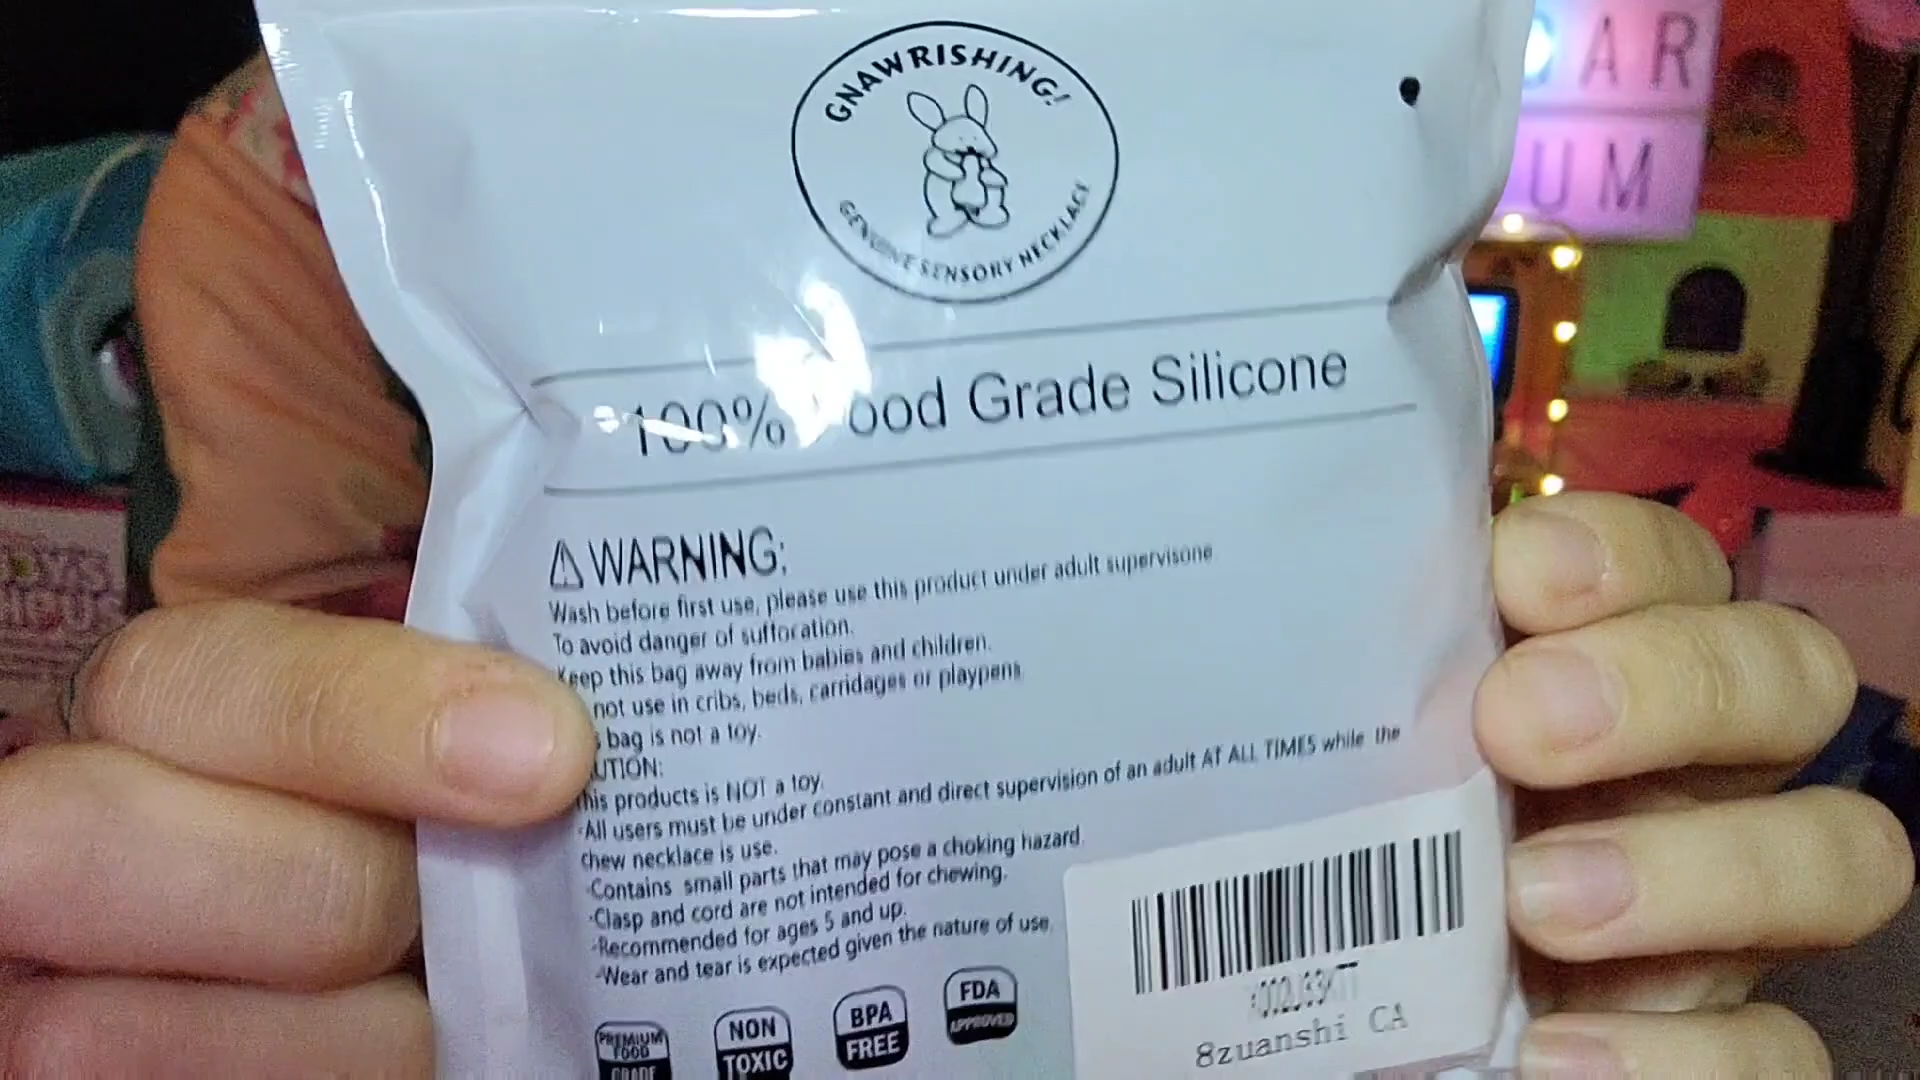 GNAWRISHING!
GENUINE SENSORY NECKLACE
100% ood Grade Silicone
⚠ WARNING:
Wash before first use, please use this product under adult supervisone
To avoid danger of suffocation.
Keep this bag away from babies and children.
not use in cribs, beds, carridages or playpens
bag is not a toy.
UTION:
his products is NOT a toy.
-All users must be under constant and direct supervision of an adult AT ALL TIMES while the
chew necklace is use.
-Contains small parts that may pose a choking hazard
-Clasp and cord are not intended for chewing.
-Recommended for ages 5 and up.
-Wear and tear is expected given the nature of use.
PREMIUM FOOD GRADE
NON TOXIC
BPA FREE
FDA APPROVED
8zuanshi CA
AR
UM